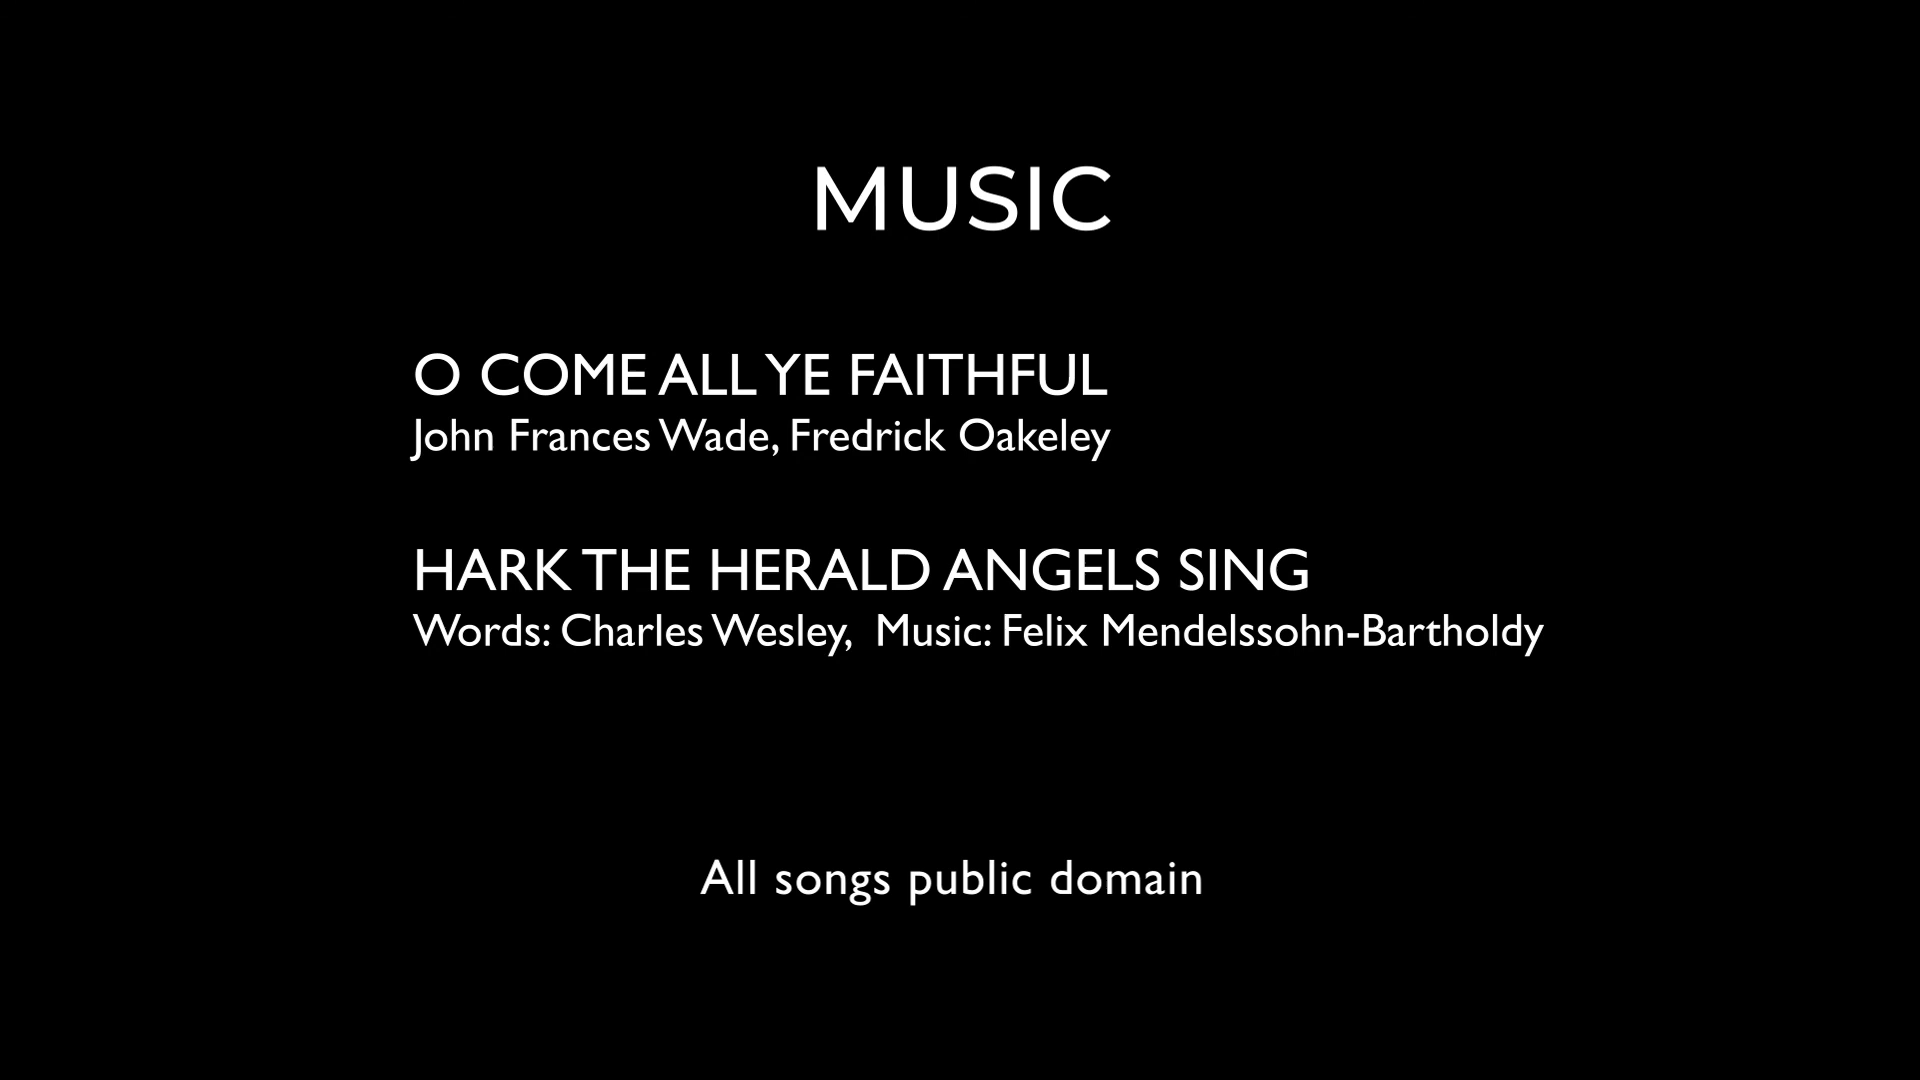 MUSIC
O COME ALL YE FAITHFUL
John Frances Wade, Fredrick Oakeley
HARK THE HERALD ANGELS SING
Words: Charles Wesley,  Music: Felix Mendelssohn-Bartholdy
All songs public domain